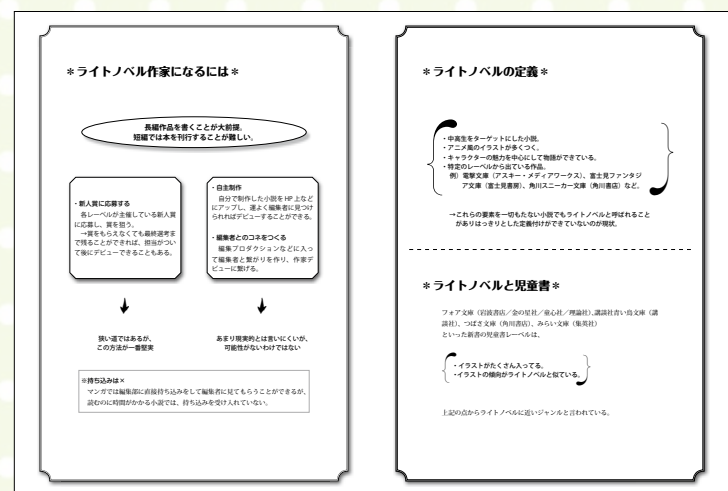 ＊ライトノベル作家になるには＊
長編作品を書くことが大前提。
短編では本を刊行することが難しい。
・新人賞に応募する
各レーベルが主催している新人賞
に応募し、賞を狙う。
→賞をもらえなくても最終選考ま
で残ることができれば、担当がつい
て後にデビューできることもある。
・自主制作
自分で制作した小説を HP 上など
にアップし、運よく編集者に見つけ
られればデビューすることができる。
・編集者とのコネをつくる
編集プロダクションなどに入っ
て編集者と繋がりを作り、作家デ
ビューに繋げる。
狭い道ではあるが、
この方法が一番堅実
あまり現実的とは言いにくいが、
可能性がないわけではない
※持ち込みは×
マンガでは編集部に直接持ち込みをして編集者に見てもらうことができるが、
読むのに時間がかかる小説では、持ち込みを受け入れていない。
＊ライトノベルの定義＊
・中高生をターゲットにした小説。
・アニメ風のイラストが多くつく。
・キャラクターの魅力を中心にして物語ができている。
・特定のレーベルから出ている作品。
例）電撃文庫（アスキー・メディアワークス）、富士見ファンタジ
ア文庫（富士見書房）、角川スニーカー文庫（角川書店）など。
→これらの要素を一切もたない小説でもライトノベルと呼ばれること
がありはっきりとした定義付けができていないのが現状。
＊ライトノベルと児童書＊
フォア文庫（岩波書店／金の星社／童心社／理論社）、講談社青い鳥文庫（講
談社）、つばさ文庫（角川書店）、みらい文庫（集英社）
といった新書の児童書レーベルは、
・イラストがたくさん入ってる。
・イラストの傾向がライトノベルと似ている。
上記の点からライトノベルに近いジャンルと言われている。